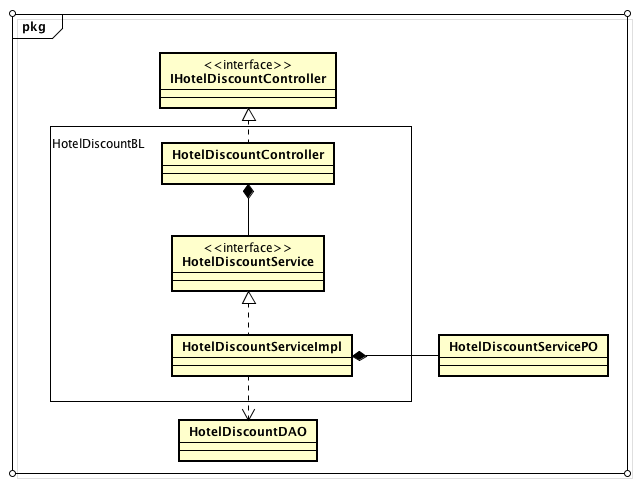 pkg
<<interface>>
IHotelDiscountController
HotelDiscountBL
HotelDiscountController
<<interface>>
HotelDiscountService
HotelDiscountServiceImpl
HotelDiscountServicePO
HotelDiscountDAO